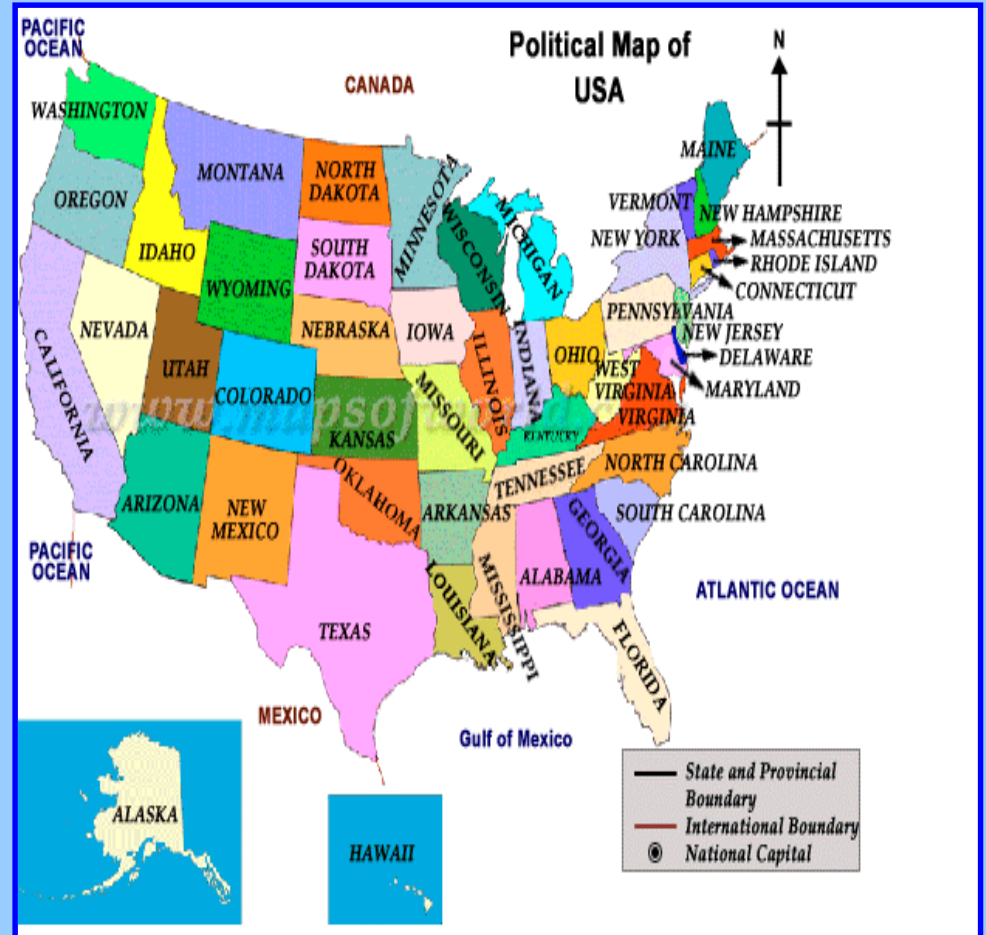 PACIFIC
OCEAN
Political Map of
USA
N
CANADA
WASHINGTON
MONTANA
NORTH
DAKOTA
MINNESOTA
MAINE
OREGON
VERMONT
NEW HAMPSHIRE
IDAHO
SOUTH
DAKOTA
WISCONSIN
MICHIGAN
NEW YORK
MASSACHUSETTS
RHODE ISLAND
WYOMING
CONNECTICUT
NEVADA
NEBRASKA
IOWA
PENNSYLVANIA
NEW JERSEY
CALIFORNIA
UTAH
COLORADO
ILLINOIS
INDIANA
OHIO
WEST
VIRGINIA
DELAWARE
MARYLAND
www.mapsofworld.c
KANSAS
MISSOURI
KENTUCKY
VIRGINIA
ARIZONA
NEW
MEXICO
OKLAHOMA
ARKANSAS
TENNESSEE
NORTH CAROLINA
SOUTH CAROLINA
PACIFIC
OCEAN
TEXAS
LOUISIANA
MISSISSIPPI
ALABAMA
GEORGIA
ATLANTIC OCEAN
FLORIDA
MEXICO
Gulf of Mexico
ALASKA
HAWAII
State and Provincial
Boundary
International Boundary
National Capital